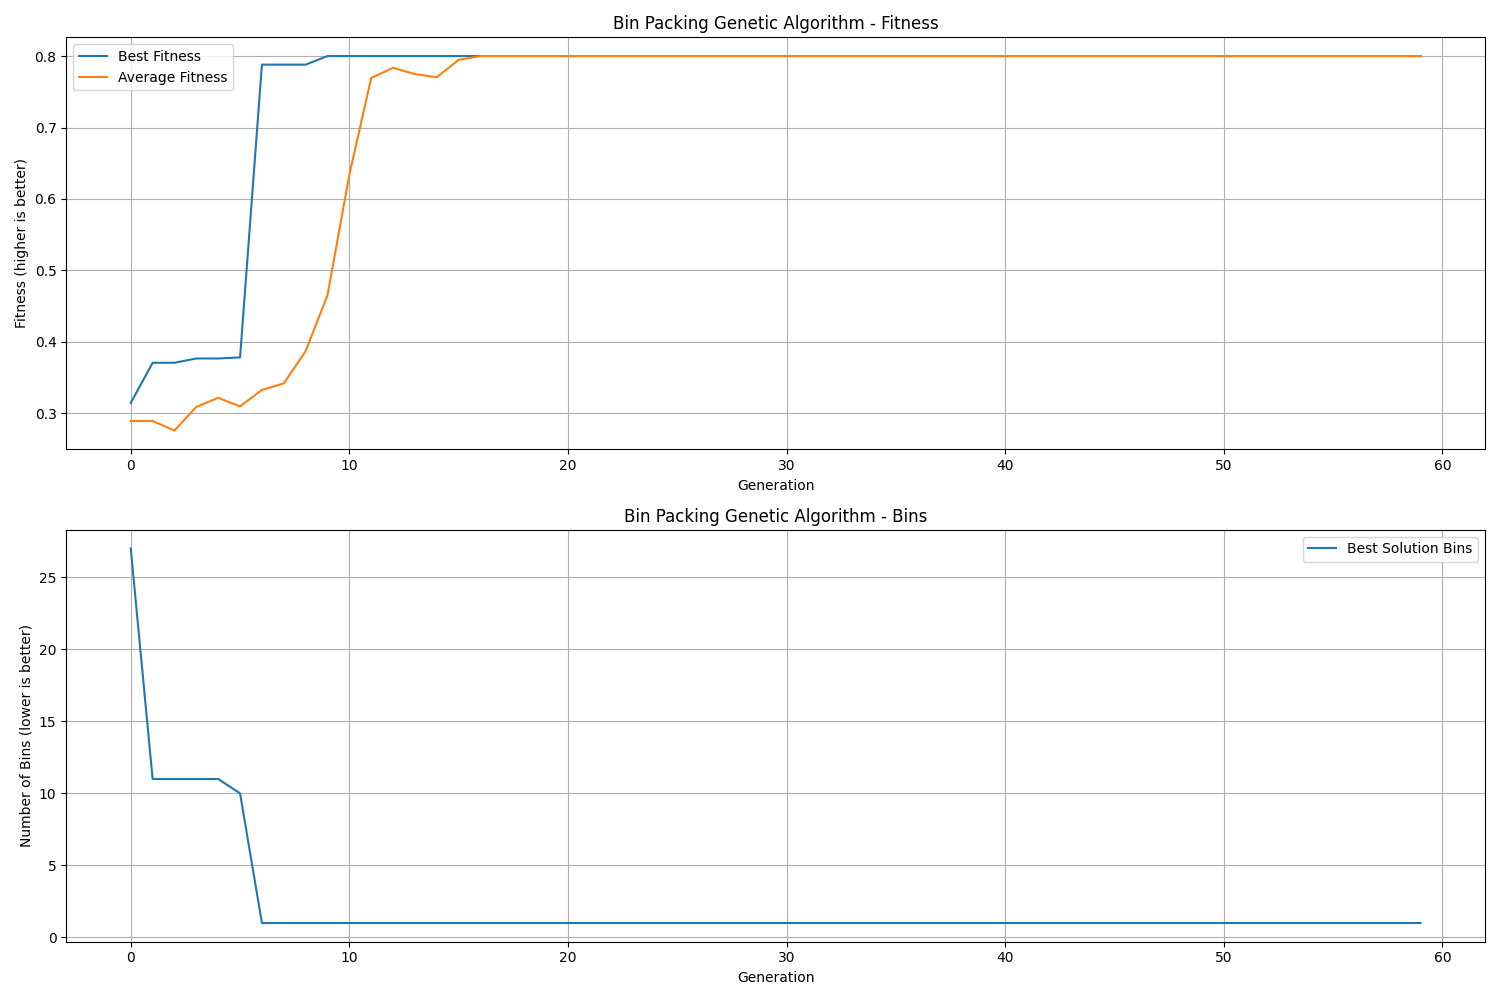 Bin Packing Genetic Algorithm - Fitness
Best Fitness
Average Fitness
Fitness (higher is better)
0.8
0.7
0.6
0.5
0.4
0.3
0 10 20 30 40 50 60
Generation
Bin Packing Genetic Algorithm - Bins
Best Solution Bins
Number of Bins (lower is better)
25
20
15
10
5
0
0 10 20 30 40 50 60
Generation